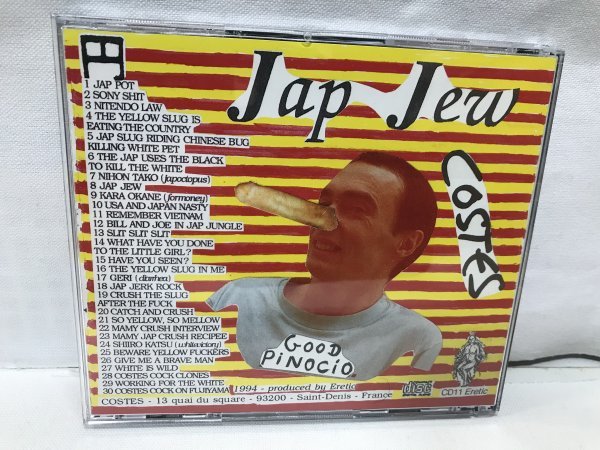 円
Jap Jew
COSTES
1 JAP POT
2 SONY SHIT
3 NITENDO LAW
4 THE YELLOW SLUG IS
EATING THE COUNTRY
5 JAP SLUG RIDING CHINESE BUG
KILLING WHITE PET
6 THE JAP USES THE BLACK
TO KILL THE WHITE
7 NIHON TAKO (japoctopus)
8 JAP JEW
9 KARA OKANE (formoney)
10 USA AND JAPAN NASTY
11 REMEMBER VIETNAM
12 BILL AND JOE IN JAP JUNGLE
13 SLIT SLIT SLIT
14 WHAT HAVE YOU DONE
TO THE LITTLE GIRL?
15 HAVE YOU SEEN?
16 THE YELLOW SLUG IN ME
17 GERI (diarrhea)
18 JAP JERK ROCK
19 CRUSH THE SLUG
AFTER THE FUCK
20 CATCH AND CRUSH
21 SO YELLOW, SO MELLOW
22 MAMY CRUSH INTERVIEW
23 MAMY JAP CRUSH RECIPEE
24 SHIRO KATSU (whitevictory)
25 BEWARE YELLOW FUCKERS
26 GIVE ME A BRAVE MAN
27 WHITE IS WILD
28 COSTES COCK CLONES
29 WORKING FOR THE WHITE
30 COSTES COCK ON FUJIYAMA
GOOD
PiNOCiO
1994 - produced by Eretic
COSTES - 13 quai du square - 93200 - Saint-Denis - France
disc
CD11 Eretic